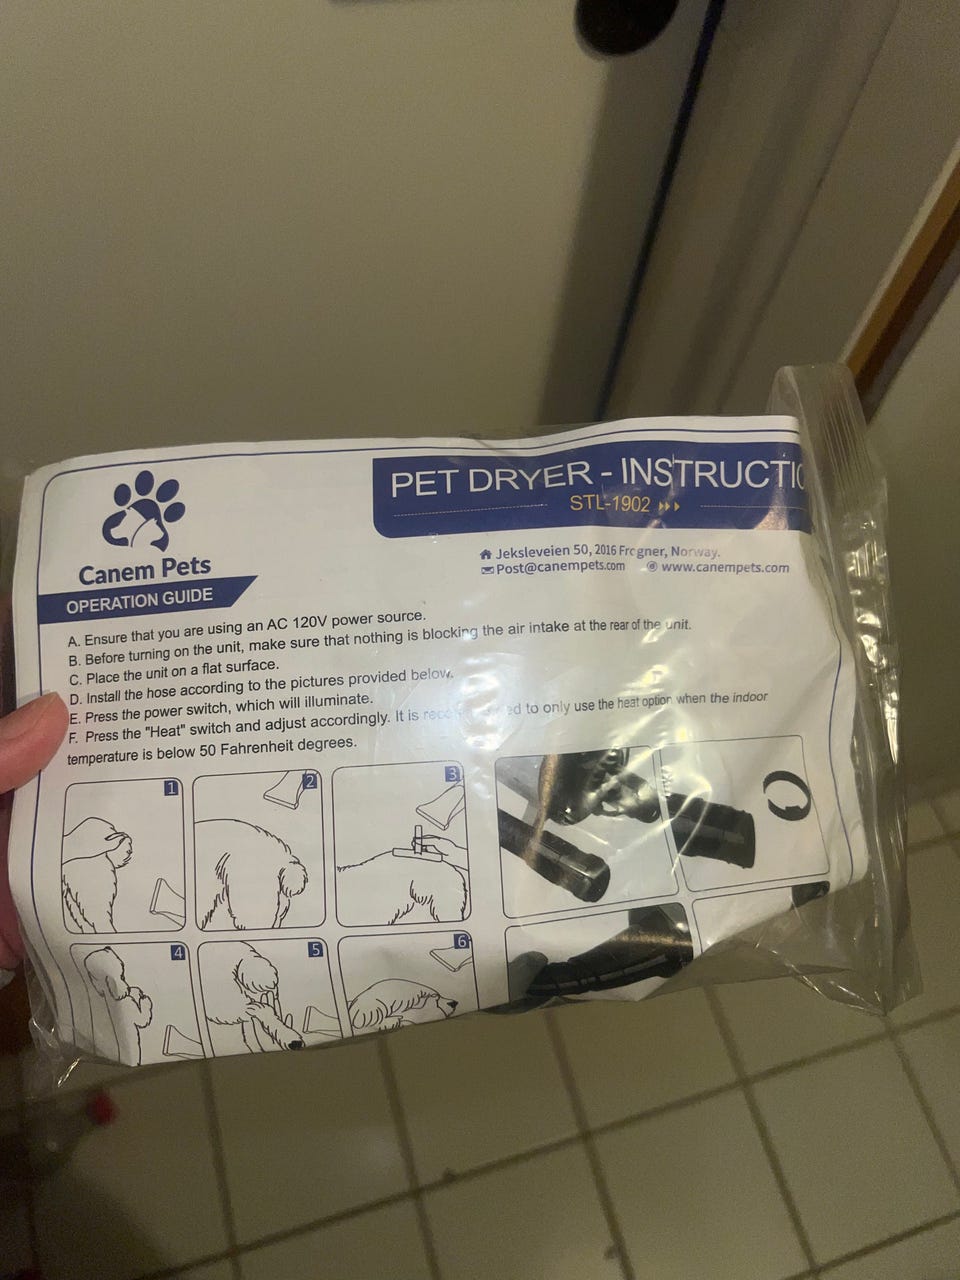 PET DRYER - INSTRUCTIO
STL-1902
Canem Pets
Jeksleveien 50, 2016 Frogner, Norway.
Post@canempets.com www.canempets.com
OPERATION GUIDE
A. Ensure that you are using an AC 120V power source.
B. Before turning on the unit, make sure that nothing is blocking the air intake at the rear of the unit.
C. Place the unit on a flat surface.
D. Install the hose according to the pictures provided below.
E. Press the power switch, which will illuminate.
F. Press the "Heat" switch and adjust accordingly. It is to only use the heat option when the indoor
temperature is below 50 Fahrenheit degrees.
1 2 3
4 5 6